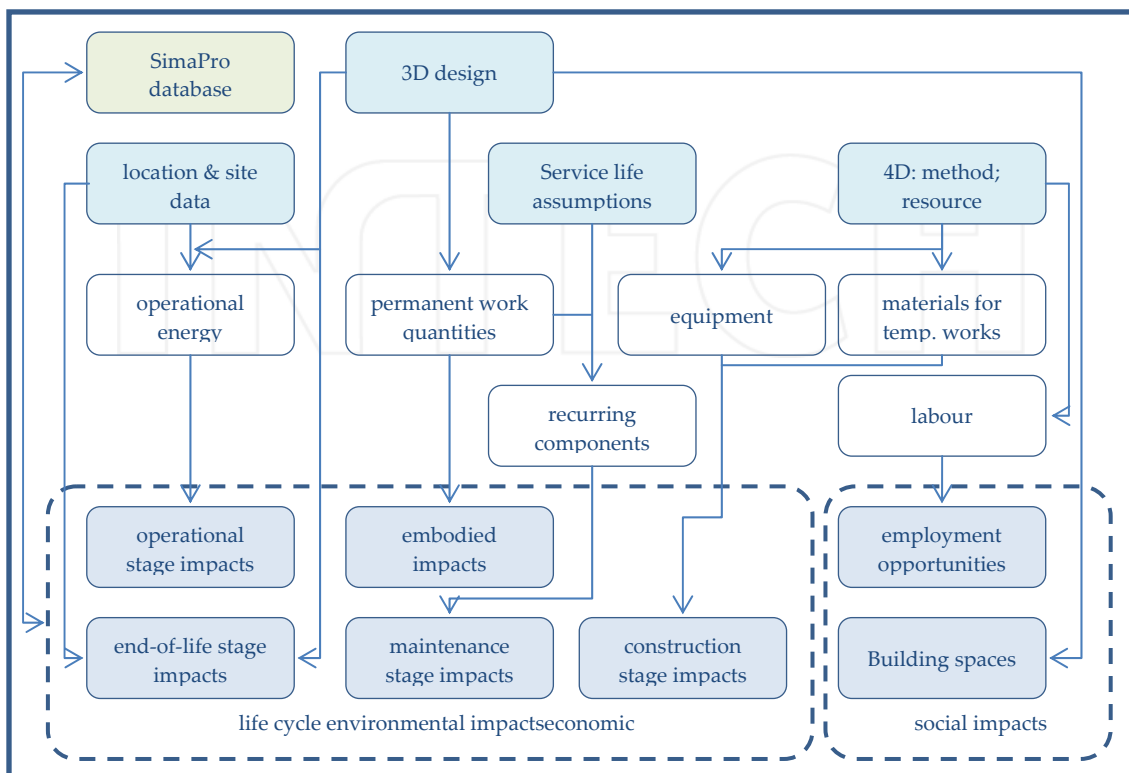 SimaPro
database
3D design
location & site
data
Service life
assumptions
4D: method;
resource
operational
energy
permanent work
quantities
equipment
materials for
temp. works
recurring
components
labour
operational
stage impacts
embodied
impacts
employment
opportunities
end-of-life stage
impacts
maintenance
stage impacts
construction
stage impacts
Building spaces
life cycle environmental impactseconomic
social impacts
INTECH